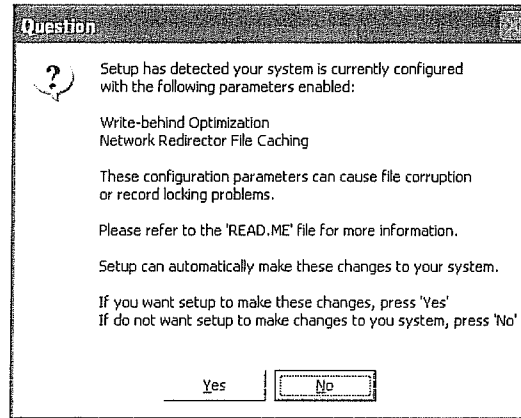 Question
Setup has detected your system is currently configured
with the following parameters enabled:
Write-behind Optimization
Network Redirector File Caching
These configuration parameters can cause file corruption
or record locking problems.
Please refer to the 'READ.ME' file for more information.
Setup can automatically make these changes to your system.
If you want setup to make these changes, press 'Yes'
If do not want setup to make changes to you system, press 'No'
Yes
No